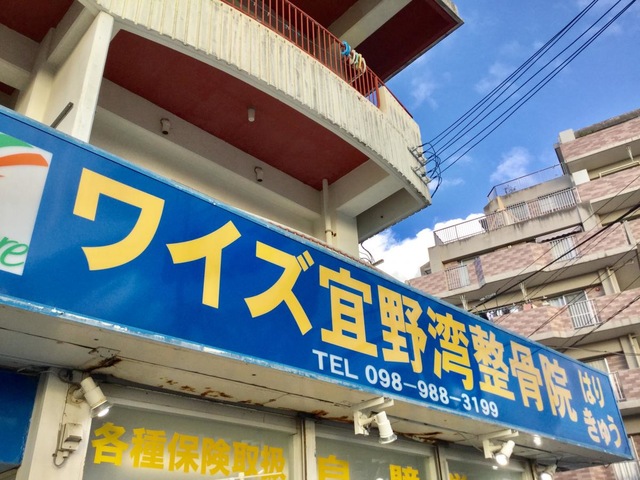 ワイズ宜野湾整骨院
はり
きゅう
TEL 098-988-3199
各種保険取扱